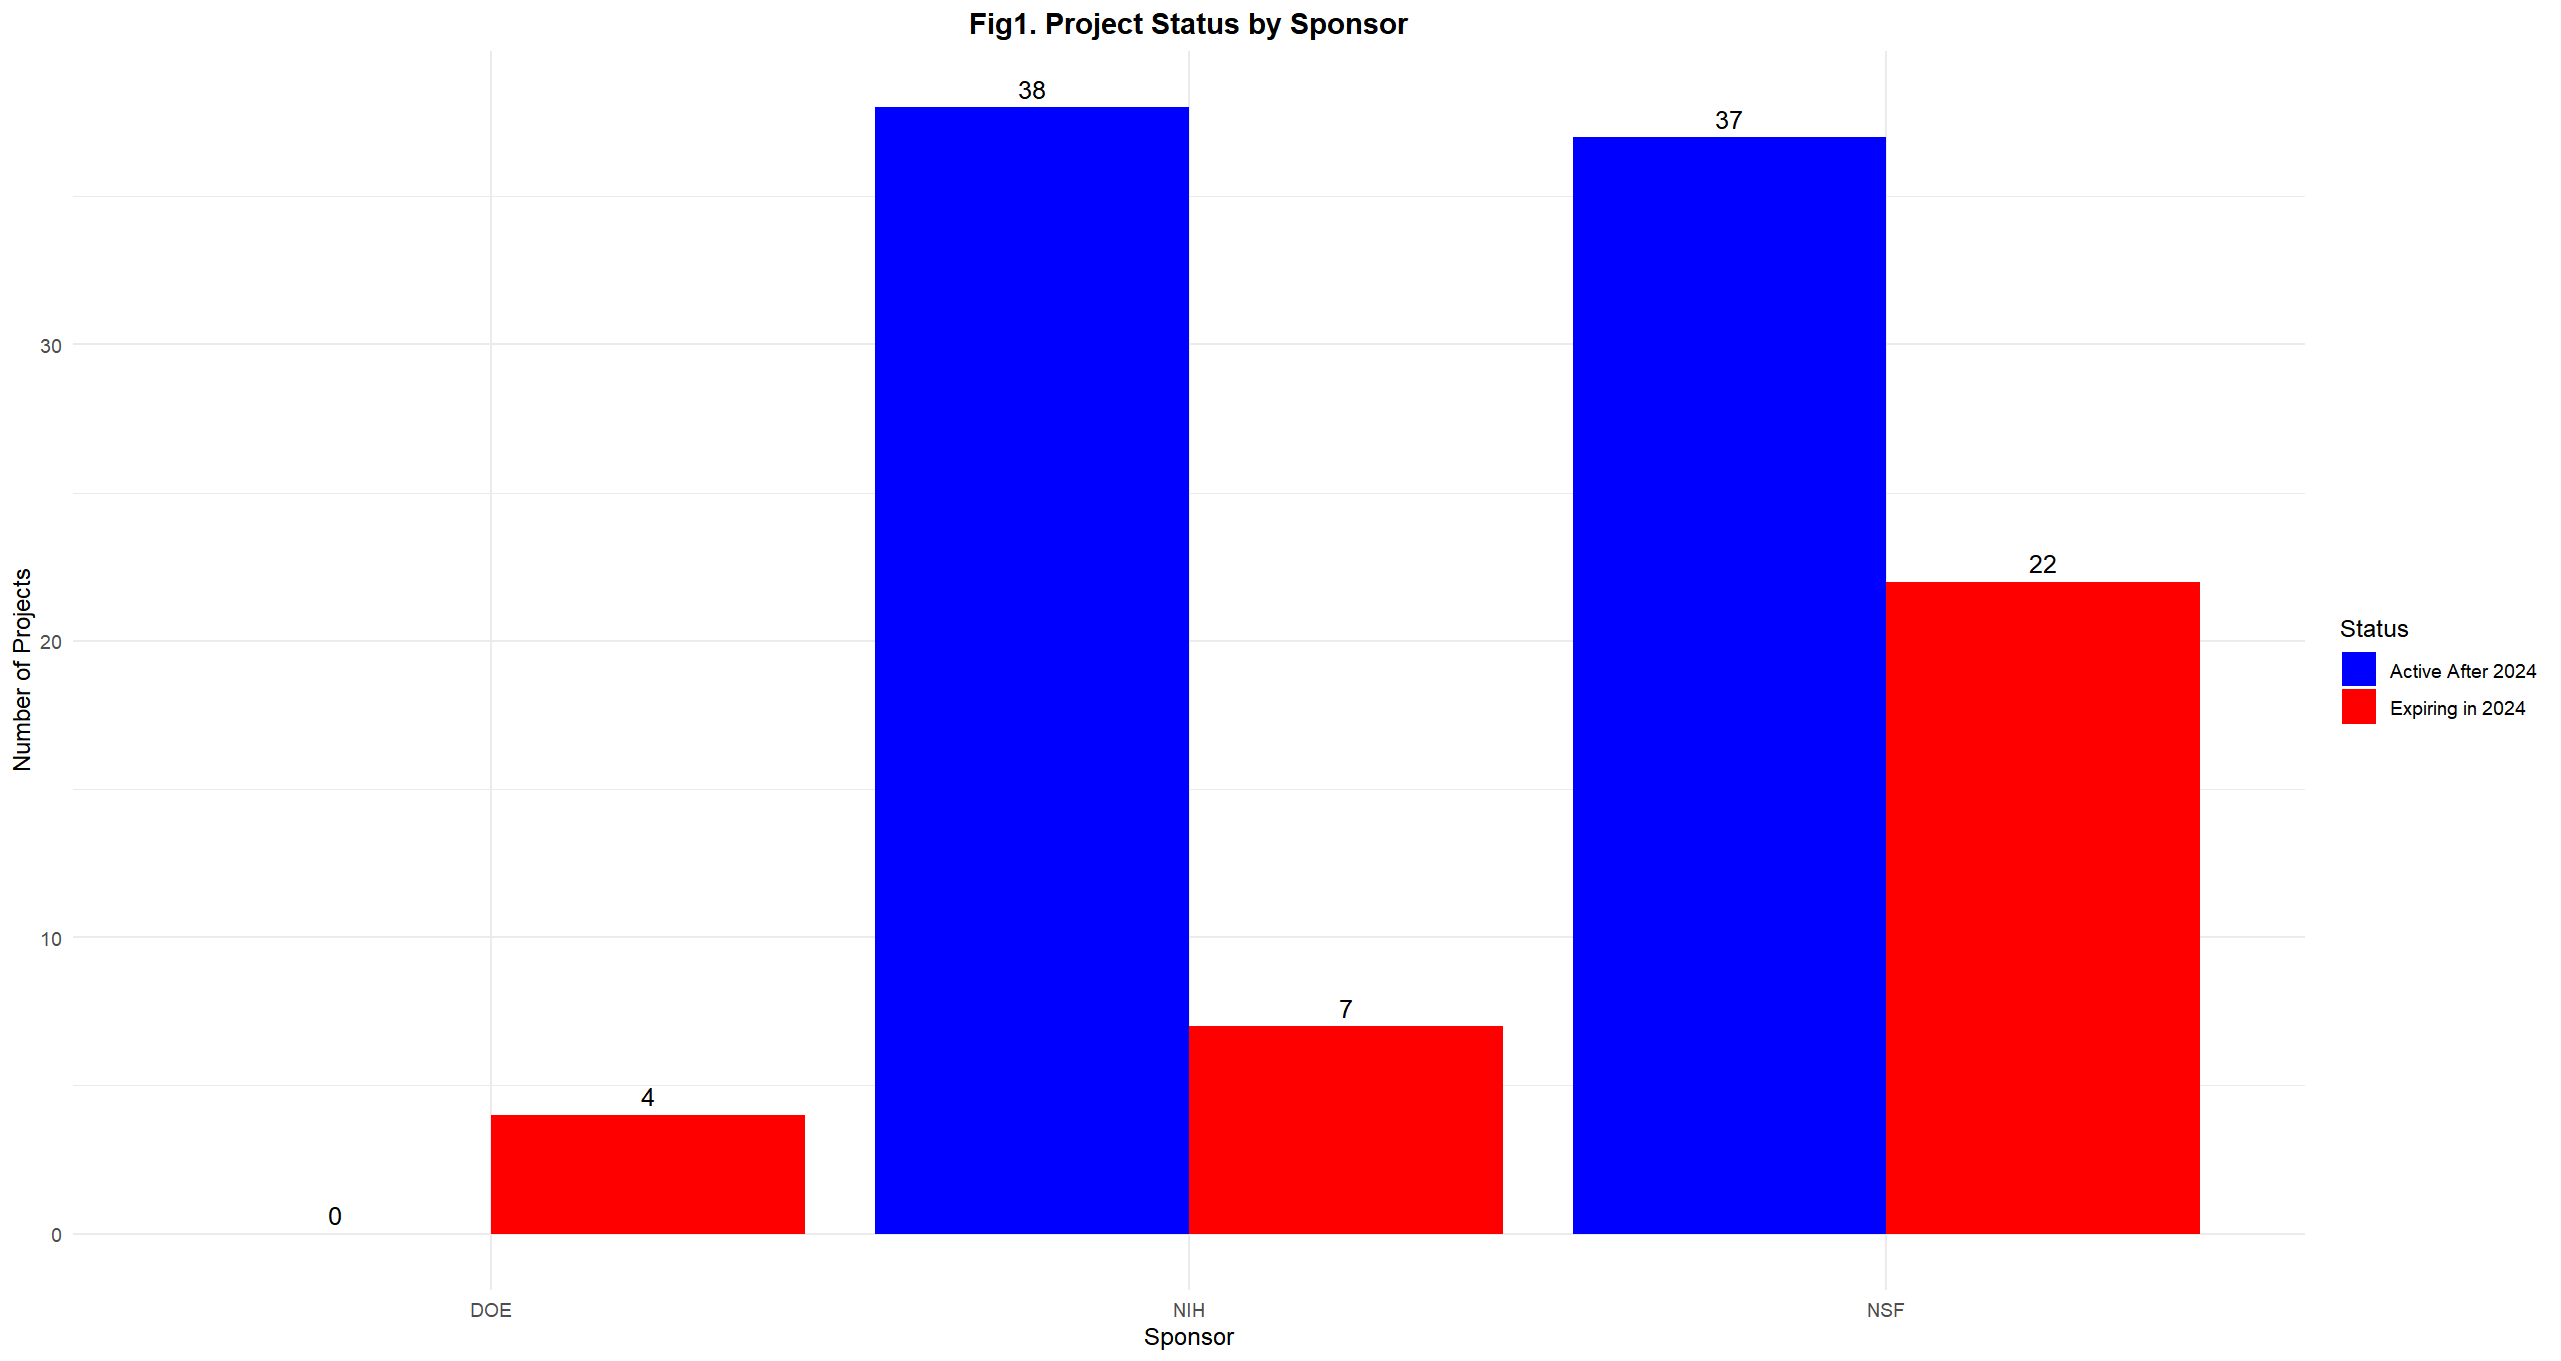 Fig1. Project Status by Sponsor
Number of Projects
30
20
10
0
38
37
22
7
4
0
DOE
NIH
NSF
Sponsor
Status
Active After 2024
Expiring in 2024